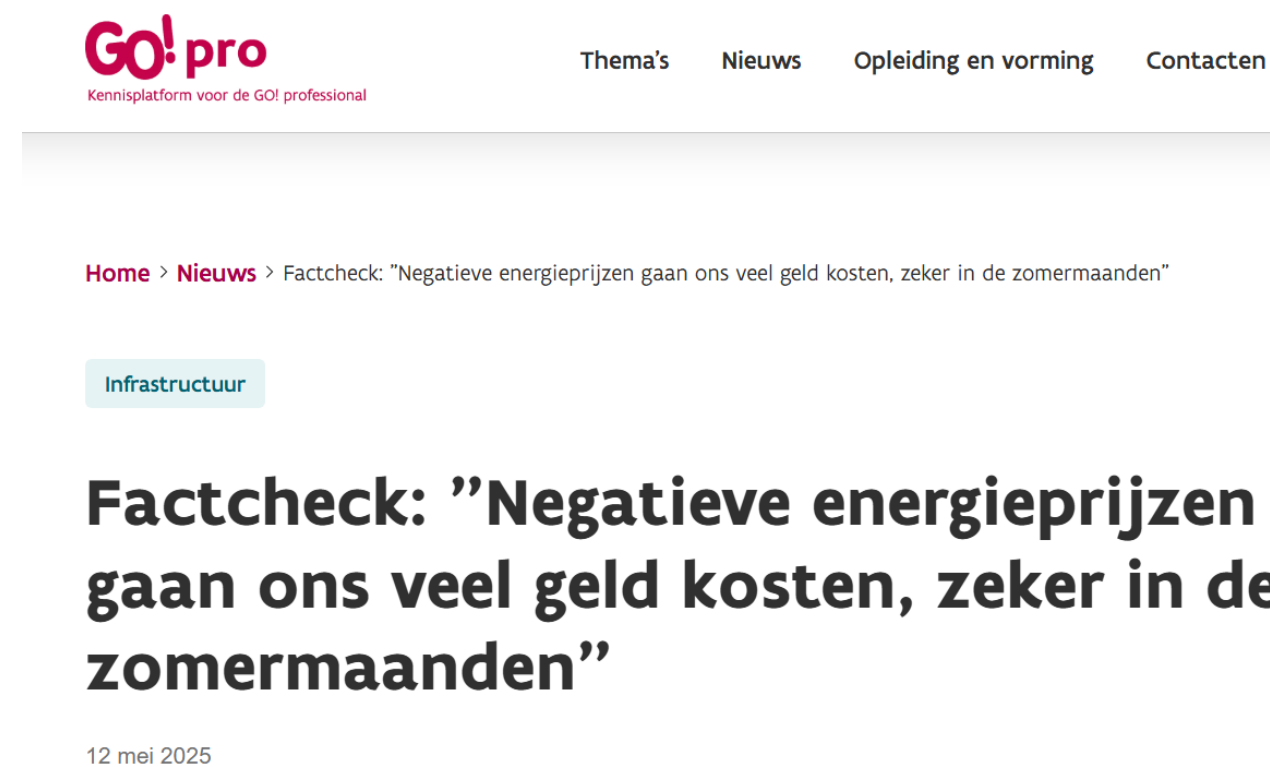 GO! pro
Kennisplatform voor de GO! professional
Thema's Nieuws Opleiding en vorming Contacten
Home > Nieuws > Factcheck: ”Negatieve energieprijzen gaan ons veel geld kosten, zeker in de zomermaanden”
Infrastructuur
Factcheck: ”Negatieve energieprijzen
gaan ons veel geld kosten, zeker in de
zomermaanden”
12 mei 2025